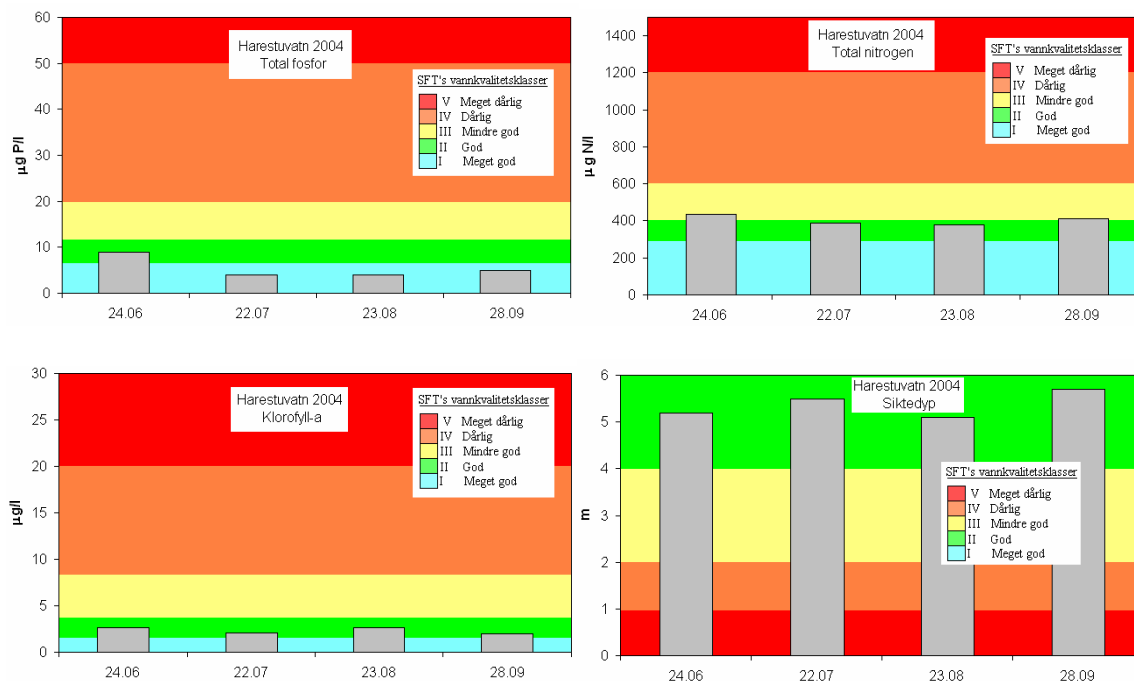 Harestuvatn 2004
Total fosfor
SFT's vannkvalitetsklasser
V Meget dårlig
IV Dårlig
III Mindre god
II God
I Meget god
µg P/l
60
50
40
30
20
10
0
24.06 22.07 23.08 28.09
Harestuvatn 2004
Total nitrogen
SFT's vannkvalitetsklasser
V Meget dårlig
IV Dårlig
III Mindre god
II God
I Meget god
µg N/l
1400
1200
1000
800
600
400
200
0
24.06 22.07 23.08 28.09
Harestuvatn 2004
Klorofyll-a
SFT's vannkvalitetsklasser
V Meget dårlig
IV Dårlig
III Mindre god
II God
I Meget god
µg/l
30
25
20
15
10
5
0
24.06 22.07 23.08 28.09
Harestuvatn 2004
Siktedyp
SFT's vannkvalitetsklasser
V Meget dårlig
IV Dårlig
III Mindre god
II God
I Meget god
m
6
5
4
3
2
1
0
24.06 22.07 23.08 28.09